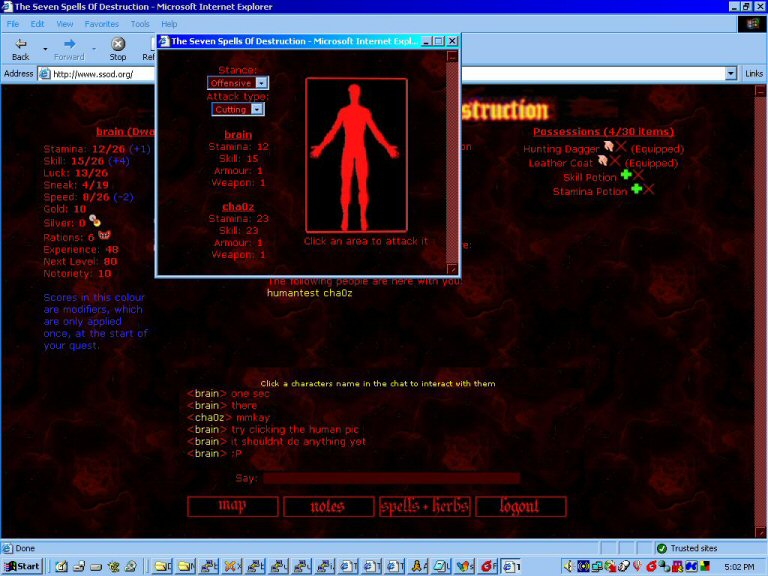 The Seven Spells Of Destruction - Microsoft Internet Explorer
File Edit View Favorites Tools Help
Back Forward Stop
Address http://www.ssod.org/ Links
The Seven Spells Of Destruction - Microsoft Internet Expl...
Stance:
Offensive
Attack type:
Cutting
brain
Stamina: 12
Skill: 15
Armour: 1
Weapon: 1
cha0z
Stamina: 23
Skill: 23
Armour: 1
Weapon: 1
Click an area to attack it
struction
brain (Dwa
Stamina: 12/26 (+1)
Skill: 15/26 (+4)
Luck: 13/26
Sneak: 4/19
Speed: 8/26 (-2)
Gold: 10
Silver: 0
Rations: 6
Experience: 48
Next Level: 80
Notoriety: 10
Scores in this colour
are modifiers, which
are only applied
once, at the start of
your quest.
Possessions (4/30 items)
Hunting Dagger (Equipped)
Leather Coat (Equipped)
Skill Potion
Stamina Potion
The following people are here with you:
humantest cha0z
Click a characters name in the chat to interact with them
<brain> one sec
<brain> there
<cha0z> mmkay
<brain> try clicking the human pic
<brain> it shouldnt do anything yet
<brain> :P
Say:
map notes spells + herbs logout
Done Trusted sites
Start 5:02 PM